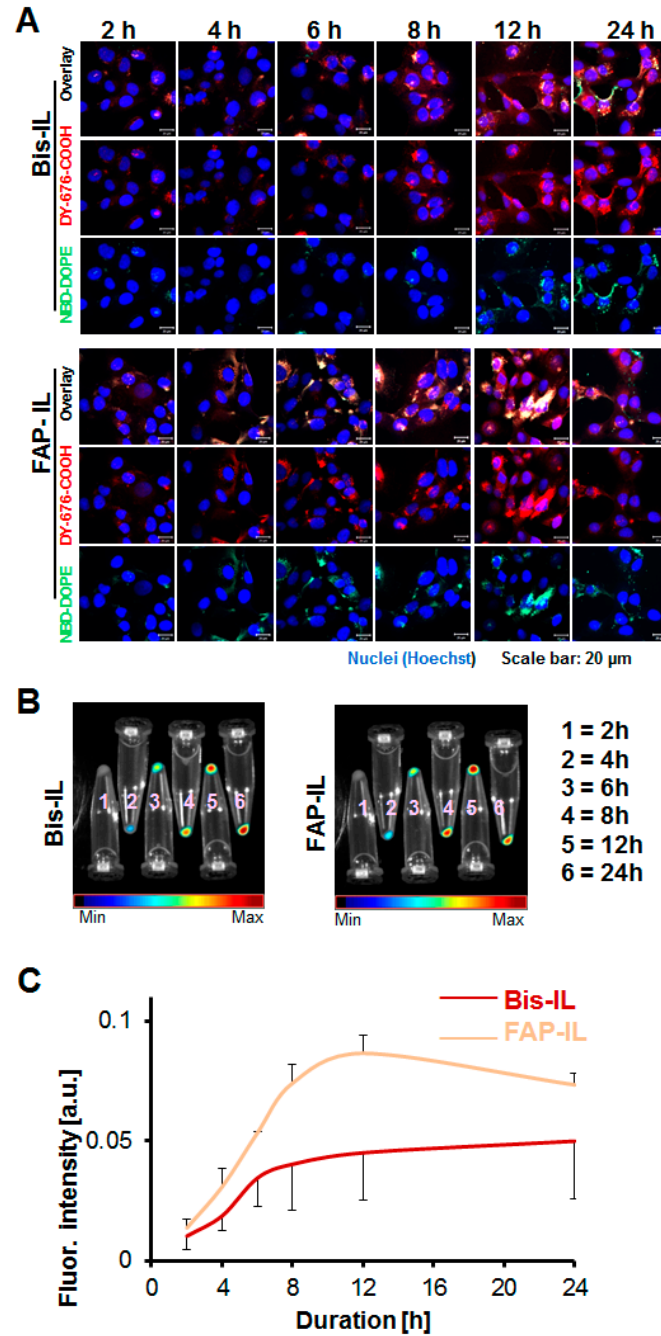 A
2 h 4 h 6 h 8 h 12 h 24 h
Bis-IL
Overlay
DY-676-COOH
NBD-DOPE
FAP-IL
Overlay
DY-676-COOH
NBD-DOPE
Nuclei (Hoechst) Scale bar: 20 µm
B
Bis-IL
1 2 3 4 5 6
Min Max
FAP-IL
1 2 3 4 5 6
Min Max
1 = 2h
2 = 4h
3 = 6h
4 = 8h
5 = 12h
6 = 24h
C
Bis-IL
FAP-IL
Fluor. intensity [a.u.]
0.1
0.05
0
0 4 8 12 16 20 24
Duration [h]